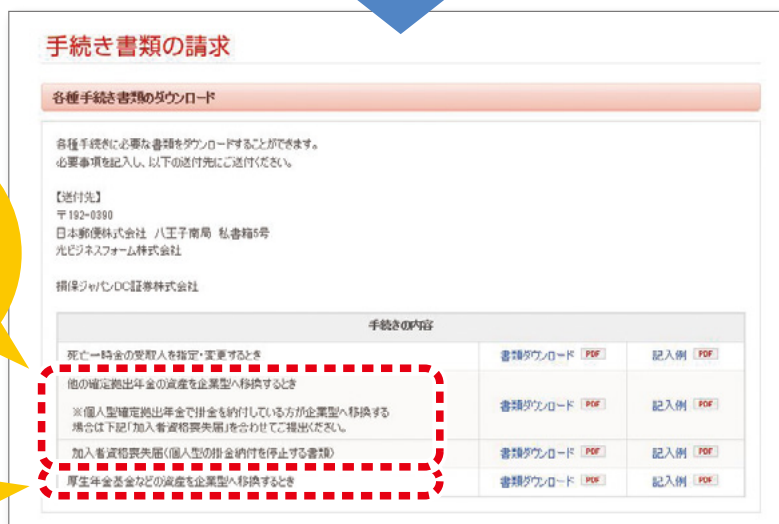 手続き書類の請求
各種手続き書類のダウンロード
各種手続きに必要な書類をダウンロードすることができます。
必要事項を記入し、以下の送付先にご送付ください。
【送付先】
〒192-0390
日本郵便株式会社 八王子南局 私書箱5号
光ビジネスフォーム株式会社
損保ジャパンDC証券株式会社
手続きの内容
死亡一時金の受取人を指定・変更するとき 書類ダウンロード PDF 記入例 PDF
他の確定拠出年金の資産を企業型へ移換するとき
※個人型確定拠出年金で掛金を納付している方が企業型へ移換する
場合は下記「加入者資格喪失届」を合わせてご提出ください。
書類ダウンロード PDF 記入例 PDF
加入者資格喪失届(個人型の掛金納付を停止する書類) 書類ダウンロード PDF 記入例 PDF
厚生年金基金などの資産を企業型へ移換するとき 書類ダウンロード PDF 記入例 PDF